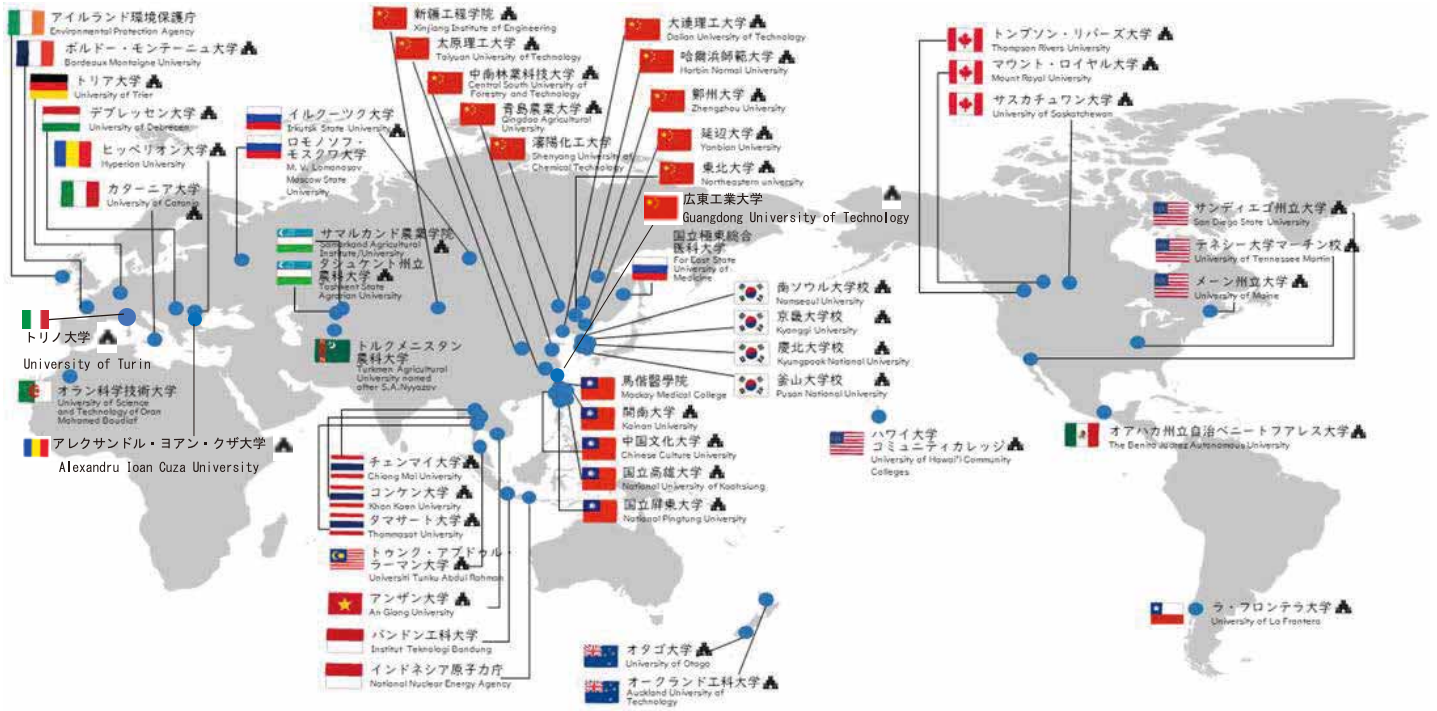 アイルランド環境保護庁
Environmental Protection Agency
ボルドー・モンテーニュ大学
Bordeaux Montaigne University
トリア大学
University of Trier
デブレッセン大学
University of Debrecen
ヒッペリオン大学
Hyperion University
カターニア大学
University of Catania
イルクーツク大学
Irkutsk State University
ロモノソフ・
モスクワ大学
M. V. Lomonosov
Moscow State
University
サマルカンド農業学院
Samarkand Agricultural
Institute/University
タシュケント州立
農科大学
Tashkent State
Agrarian University
トルクメニスタン
農科大学
Turkmen Agricultural
University named
after S.A.Nyyazov
トリノ大学
University of Turin
オラン科学技術大学
University of Science
and Technology of Oran
Mohamed Boudiaf
アレクサンドル・ヨアン・クザ大学
Alexandru Ioan Cuza University
新疆工程学院
Xinjiang Institute of Engineering
太原理工大学
Taiyuan University of Technology
中南林業科技大学
Central South University of
Forestry and Technology
青島農業大学
Qingdao Agricultural
University
瀋陽化工大学
Shenyang University of
Chemical Technology
大連理工大学
Dalian University of Technology
哈爾浜師範大学
Harbin Normal University
鄭州大学
Zhengzhou University
延辺大学
Yanbian University
東北大学
Northeastern university
広東工業大学
Guangdong University of Technology
国立極東総合
医科大学
Far East State
University of
Medicine
南ソウル大学校
Namseoul University
京畿大学校
Kyonggi University
慶北大学校
Kyungpook National University
釜山大学校
Pusan National University
馬偕醫学院
Mackay Medical College
開南大学
Kainan University
中国文化大学
Chinese Culture University
国立高雄大学
National University of Kaohsiung
国立屏東大学
National Pingtung University
チェンマイ大学
Chiang Mai University
コンケン大学
Khon Kaen University
タマサート大学
Thammasat University
トゥンク・アブドゥル・
ラーマン大学
Universiti Tunku Abdul Rahman
アンザン大学
An Giang University
バンドン工科大学
Institut Teknologi Bandung
インドネシア原子力庁
National Nuclear Energy Agency
オタゴ大学
University of Otago
オークランド工科大学
Auckland University of
Technology
トンプソン・リバーズ大学
Thompson Rivers University
マウント・ロイヤル大学
Mount Royal University
サスカチュワン大学
University of Saskatchewan
サンディエゴ州立大学
San Diego State University
テネシー大学マーチン校
University of Tennessee Martin
メーン州立大学
University of Maine
ハワイ大学
コミュニティカレッジ
University of Hawai'i Community
Colleges
オアハカ州立自治ベニートフアレス大学
The Benito Juárez Autonomous University
ラ・フロンテラ大学
University of La Frontera